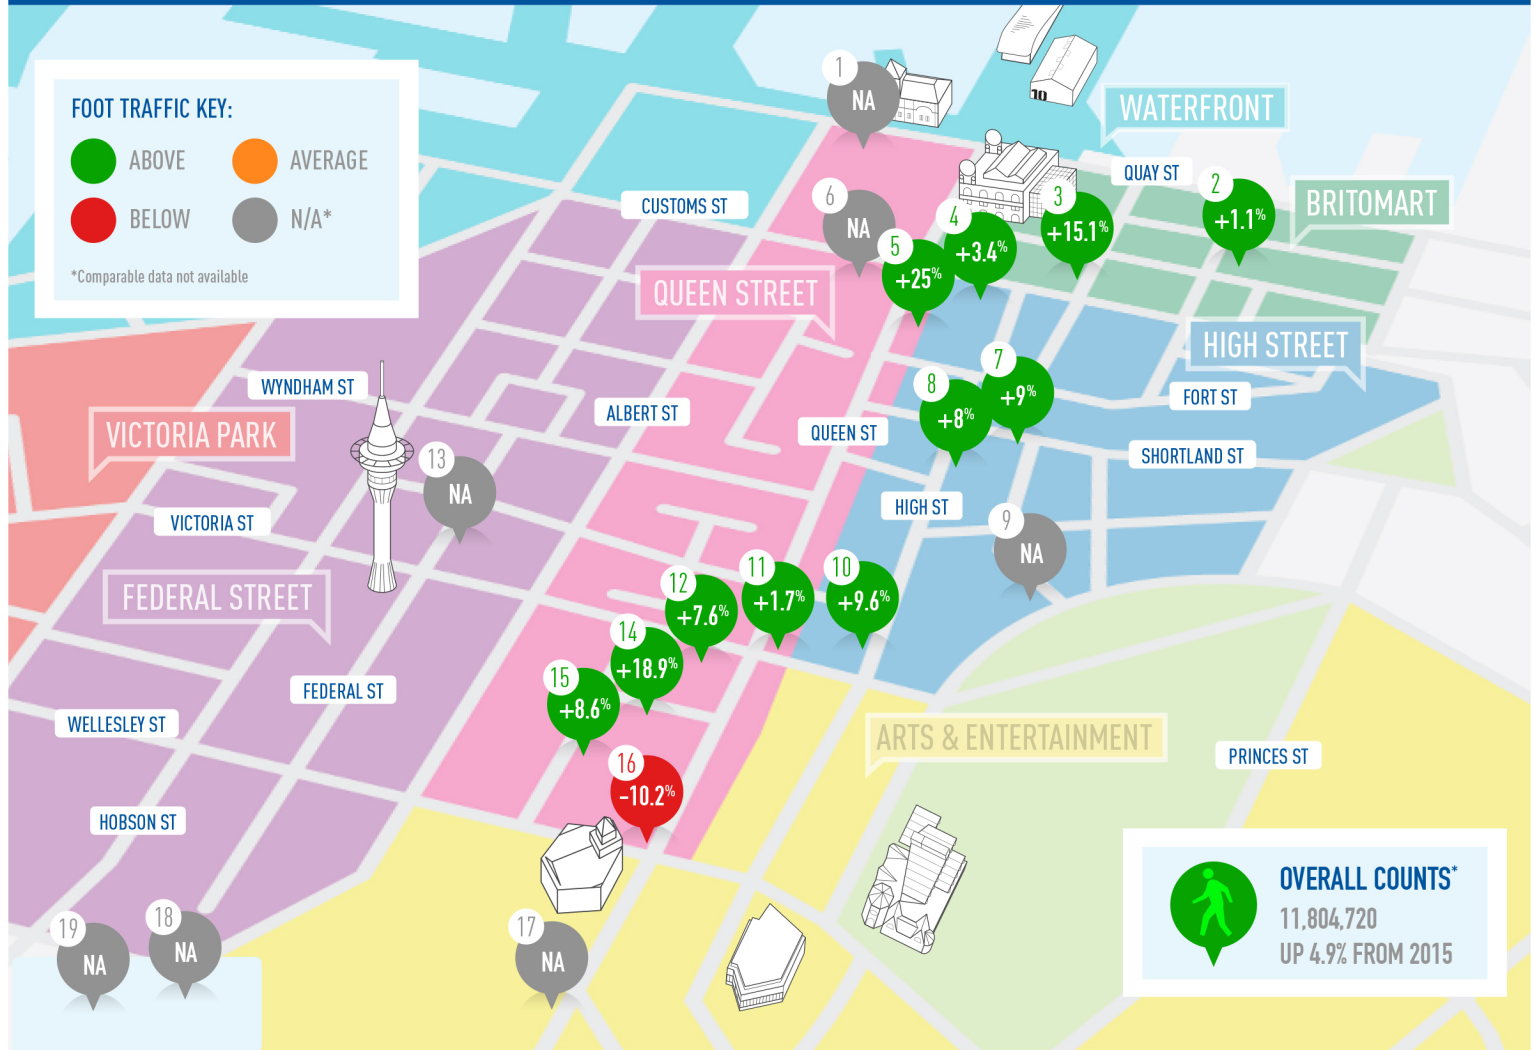 FOOT TRAFFIC KEY:
ABOVE
AVERAGE
BELOW
N/A*
*Comparable data not available
1
NA
10
WATERFRONT
QUAY ST
2
+1.1%
BRITOMART
3
+15.1%
4
+3.4%
5
+25%
6
NA
CUSTOMS ST
QUEEN STREET
HIGH STREET
7
+9%
8
+8%
FORT ST
WYNDHAM ST
ALBERT ST
VICTORIA PARK
QUEEN ST
SHORTLAND ST
13
NA
HIGH ST
VICTORIA ST
9
NA
12
+7.6%
11
+1.7%
10
+9.6%
FEDERAL STREET
14
+18.9%
15
+8.6%
FEDERAL ST
WELLESLEY ST
ARTS & ENTERTAINMENT
PRINCES ST
16
-10.2%
HOBSON ST
19
NA
18
NA
17
NA
OVERALL COUNTS*
11,804,720
UP 4.9% FROM 2015